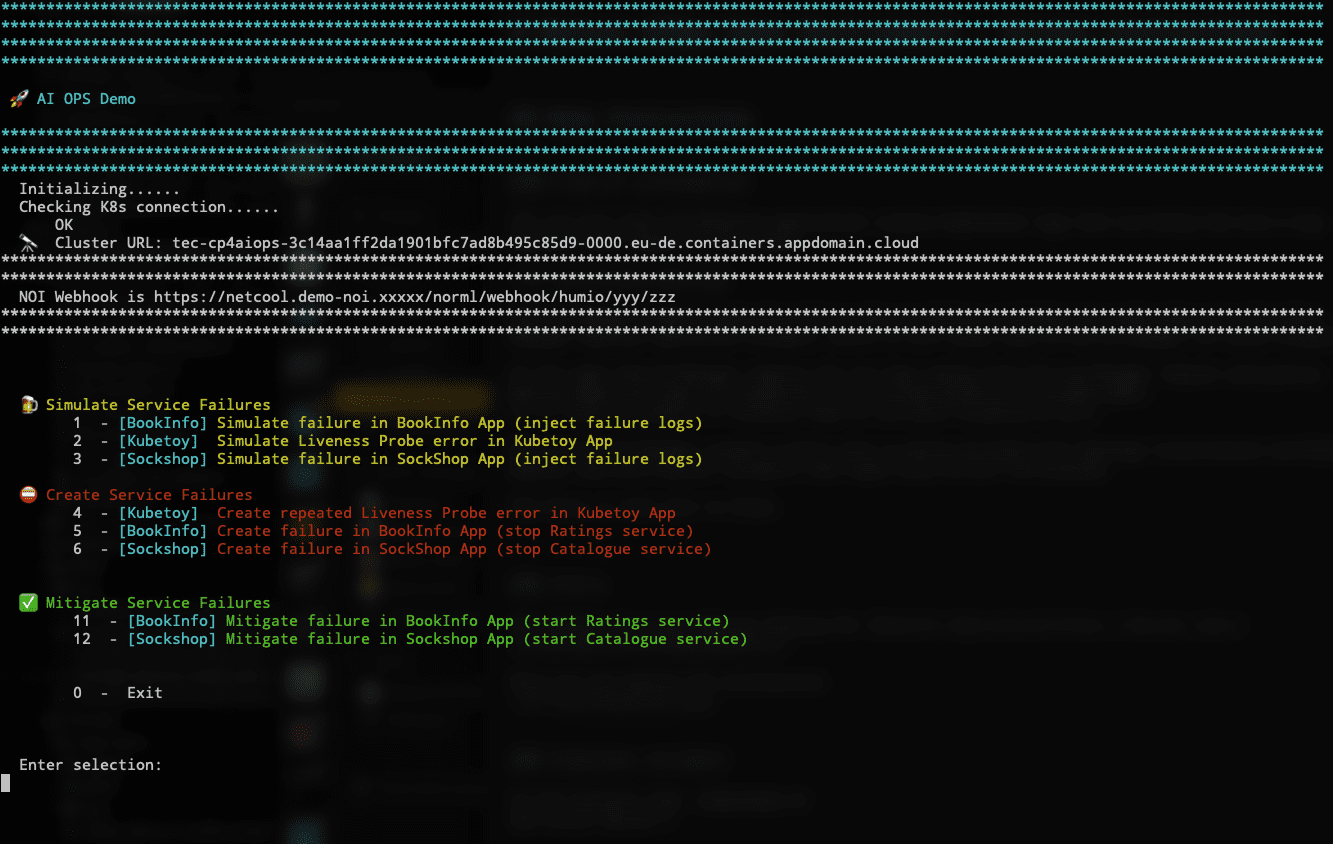 ************************************************************************************************************************************************
************************************************************************************************************************************************
************************************************************************************************************************************************
************************************************************************************************************************************************
🚀 AI OPS Demo
************************************************************************************************************************************************
************************************************************************************************************************************************
************************************************************************************************************************************************
Initializing......
Checking K8s connection......
OK
🔭 Cluster URL: tec-cp4aiops-3c14aa1ff2da1901bfc7ad8b495c85d9-0000.eu-de.containers.appdomain.cloud
************************************************************************************************************************************************
************************************************************************************************************************************************
NOI Webhook is https://netcool.demo-noi.xxxxx/norml/webhook/humio/yyy/zzz
************************************************************************************************************************************************
************************************************************************************************************************************************
🍺 Simulate Service Failures
1 - [BookInfo] Simulate failure in BookInfo App (inject failure logs)
2 - [Kubetoy] Simulate Liveness Probe error in Kubetoy App
3 - [Sockshop] Simulate failure in SockShop App (inject failure logs)
Create Service Failures
4 - [Kubetoy] Create repeated Liveness Probe error in Kubetoy App
5 - [BookInfo] Create failure in BookInfo App (stop Ratings service)
6 - [Sockshop] Create failure in SockShop App (stop Catalogue service)
✅ Mitigate Service Failures
11 - [BookInfo] Mitigate failure in BookInfo App (start Ratings service)
12 - [Sockshop] Mitigate failure in Sockshop App (start Catalogue service)
0 - Exit
Enter selection: